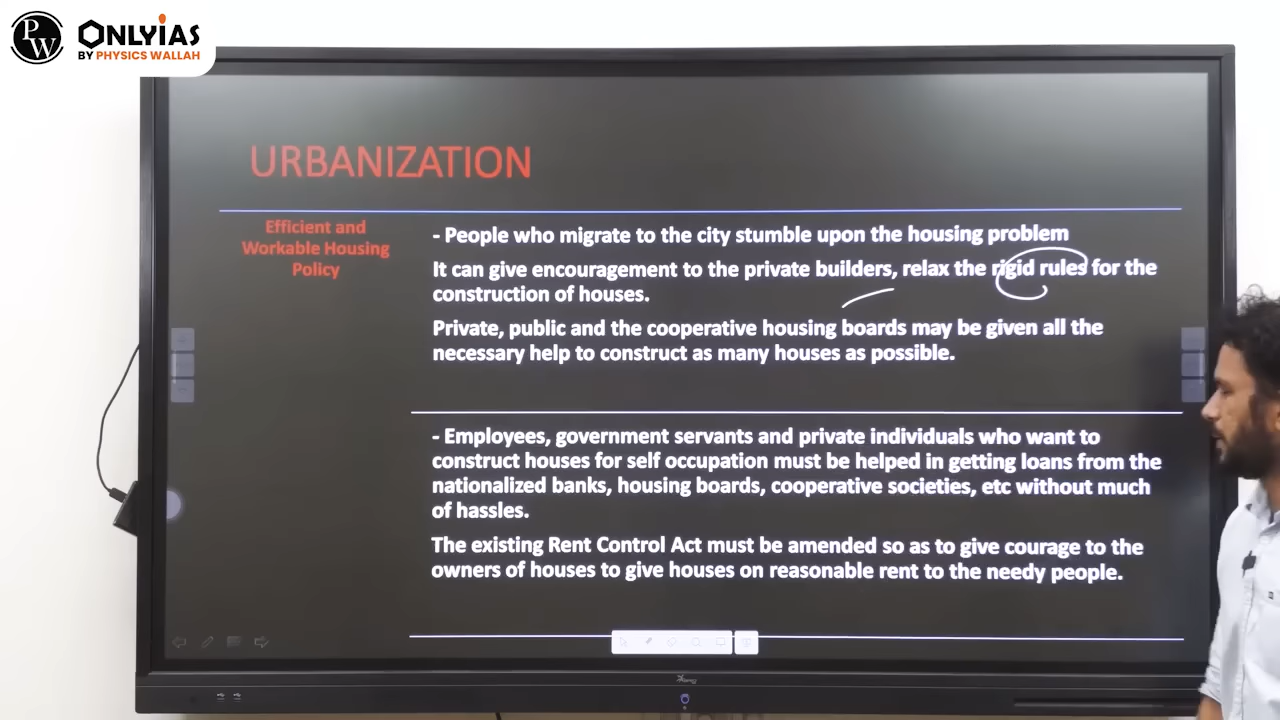 PW
ONLYIAS
BY PHYSICS WALLAH
URBANIZATION
Efficient and
Workable Housing
Policy
- People who migrate to the city stumble upon the housing problem
It can give encouragement to the private builders, relax the rigid rules for the
construction of houses.
Private, public and the cooperative housing boards may be given all the
necessary help to construct as many houses as possible.
- Employees, government servants and private individuals who want to
construct houses for self occupation must be helped in getting loans from the
nationalized banks, housing boards, cooperative societies, etc without much
of hassles.
The existing Rent Control Act must be amended so as to give courage to the
owners of houses to give houses on reasonable rent to the needy people.